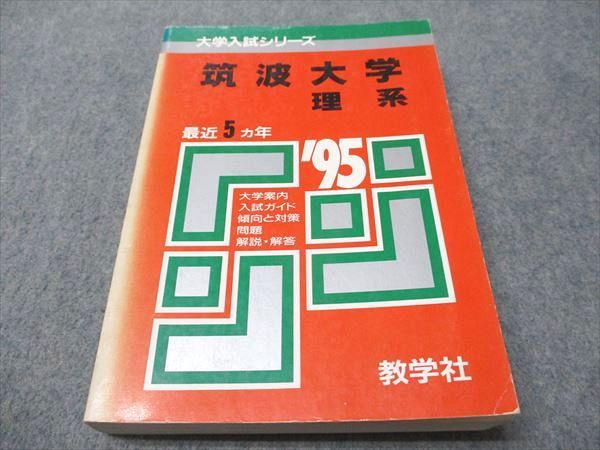 大学入試シリーズ
筑波大学
理系
最近5ヵ年
'95
大学案内
入試ガイド
傾向と対策
問題
解説・解答
教学社